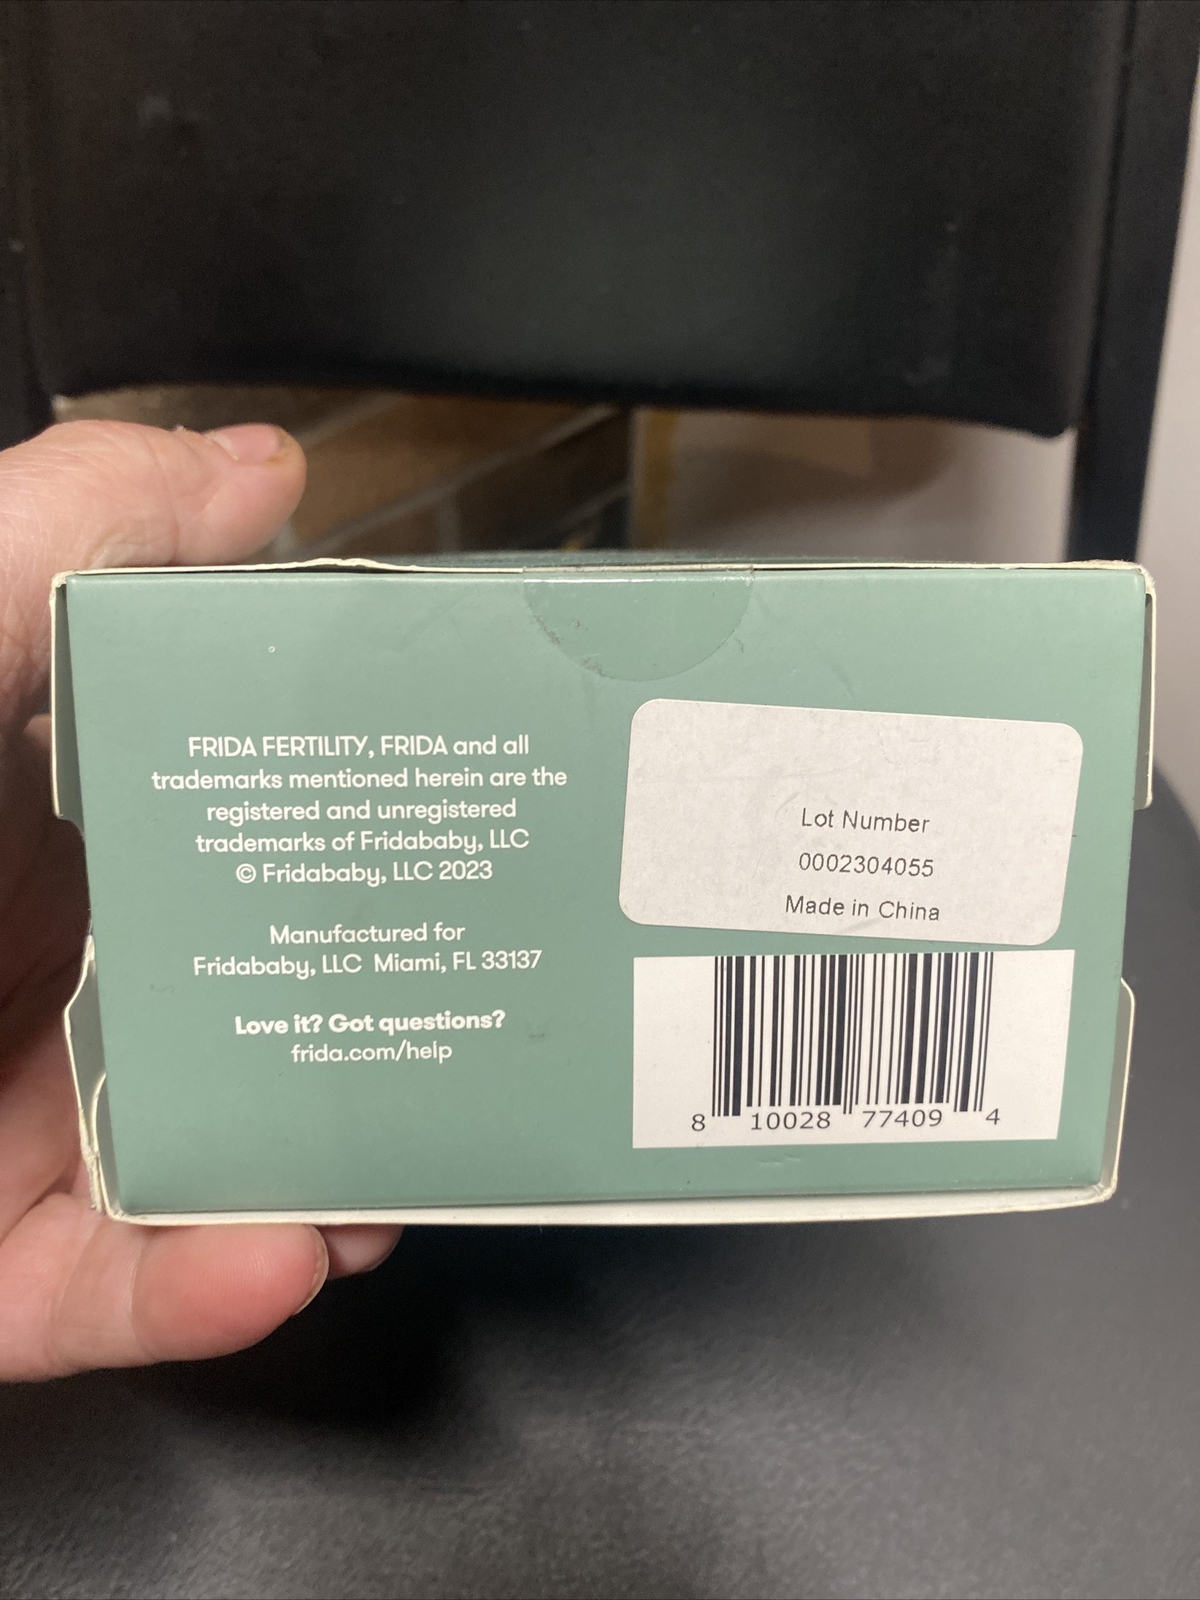 FRIDA FERTILITY, FRIDA and all
trademarks mentioned herein are the
registered and unregistered
trademarks of Fridababy, LLC
© Fridababy, LLC 2023
Manufactured for
Fridababy, LLC Miami, FL 33137
Love it? Got questions?
frida.com/help
Lot Number
0002304055
Made in China
8 10028 77409 4